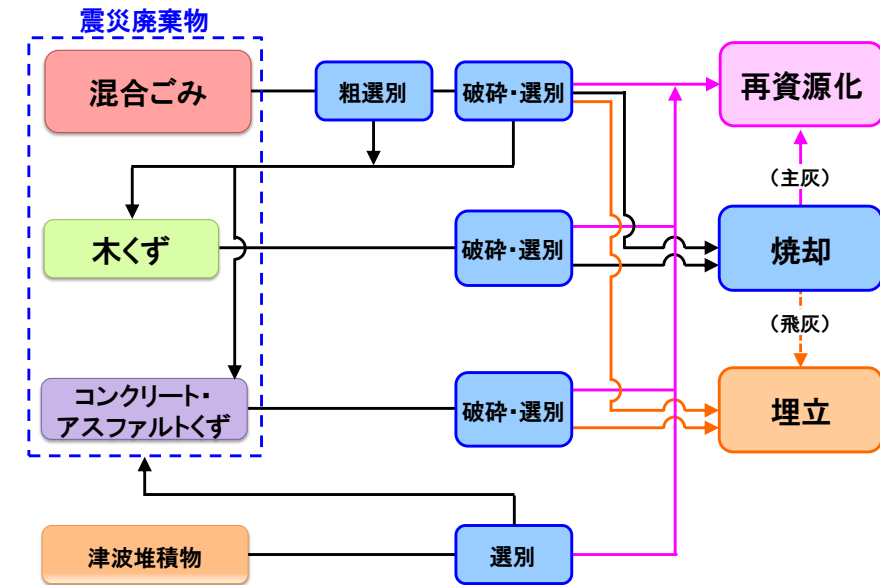 震災廃棄物
混合ごみ
粗選別
破砕・選別
再資源化
（主灰）
木くず
破砕・選別
焼却
（飛灰）
コンクリート・
アスファルトくず
破砕・選別
埋立
津波堆積物
選別